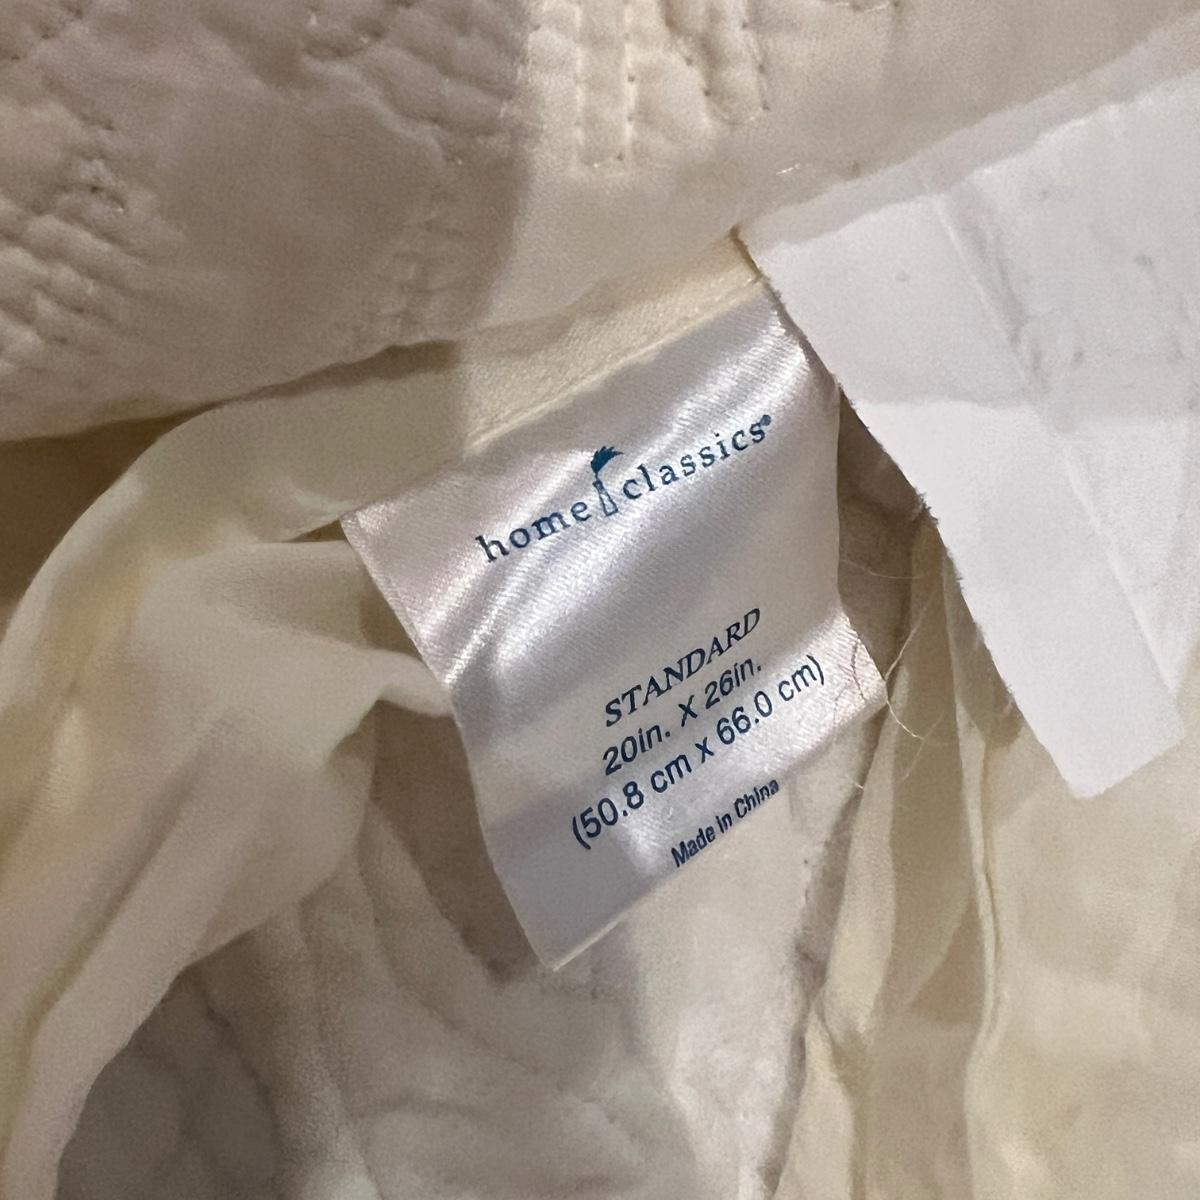 home classics®
STANDARD
20in. X 26in.
(50.8 cm x 66.0 cm)
Made in China